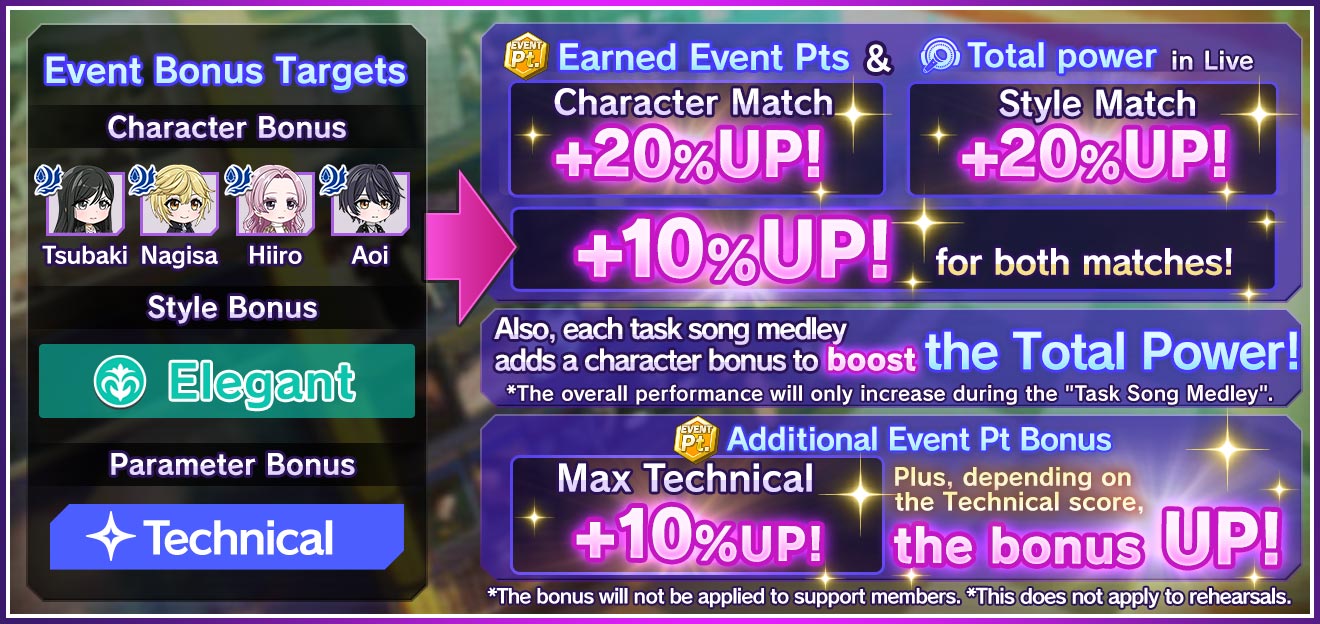 Event Bonus Targets
Character Bonus
Tsubaki Nagisa Hiiro Aoi
Style Bonus
Elegant
Parameter Bonus
Technical
EVENT Pt. Earned Event Pts & Total power in Live
Character Match
+20%UP!
Style Match
+20%UP!
+10%UP! for both matches!
Also, each task song medley
adds a character bonus to boost the Total Power!
*The overall performance will only increase during the "Task Song Medley".
EVENT Pt. Additional Event Pt Bonus
Max Technical
+10%UP!
Plus, depending on
the Technical score,
the bonus UP!
*The bonus will not be applied to support members. *This does not apply to rehearsals.